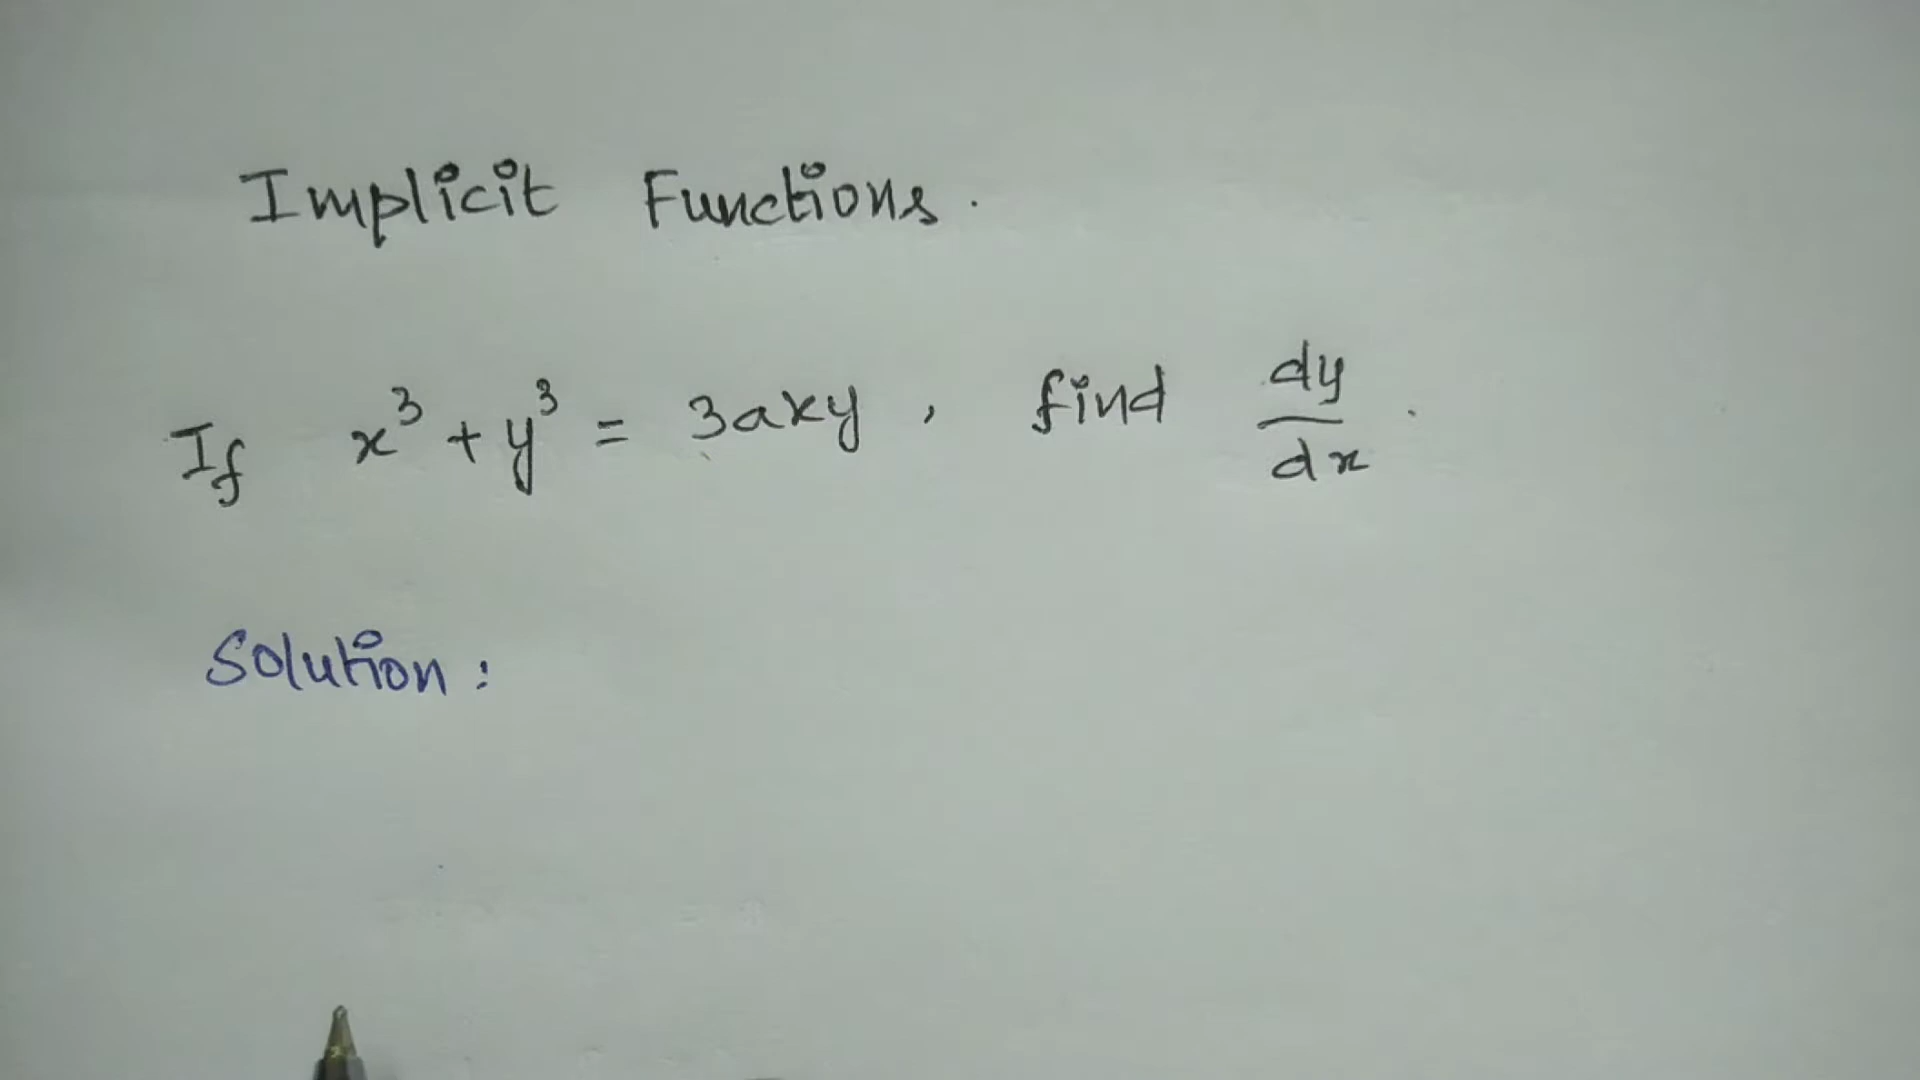 Implicit Functions.
If x³ + y³ = 3axy, find dy/dx.
Solution: